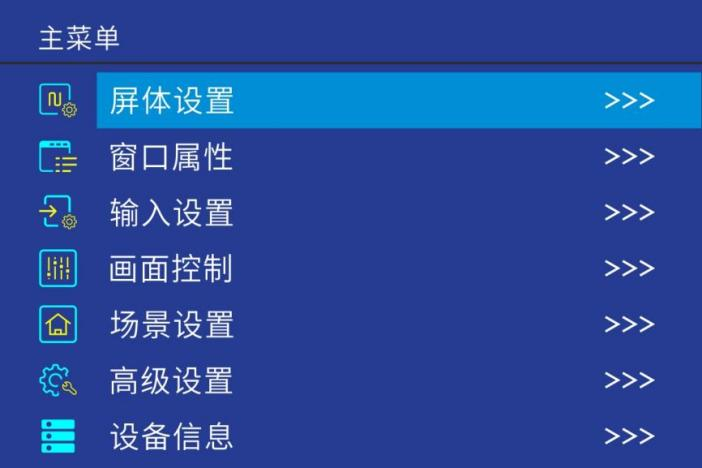 主菜单
屏体设置 >>>
窗口属性 >>>
输入设置 >>>
画面控制 >>>
场景设置 >>>
高级设置 >>>
设备信息 >>>